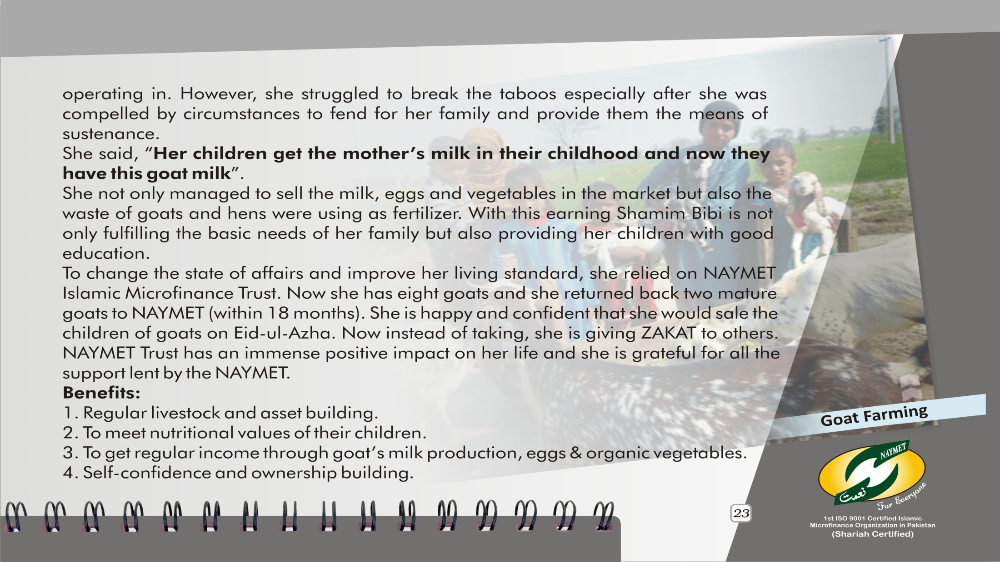 operating in. However, she struggled to break the taboos especially after she was
compelled by circumstances to fend for her family and provide them the means of
sustenance.
She said, “Her children get the mother’s milk in their childhood and now they
have this goat milk”.
She not only managed to sell the milk, eggs and vegetables in the market but also the
waste of goats and hens were using as fertilizer. With this earning Shamim Bibi is not
only fulfilling the basic needs of her family but also providing her children with good
education.
To change the state of affairs and improve her living standard, she relied on NAYMET
Islamic Microfinance Trust. Now she has eight goats and she returned back two mature
goats to NAYMET (within 18 months). She is happy and confident that she would sale the
children of goats on Eid-ul-Azha. Now instead of taking, she is giving ZAKAT to others.
NAYMET Trust has an immense positive impact on her life and she is grateful for all the
support lent by the NAYMET.
Benefits:
1. Regular livestock and asset building.
2. To meet nutritional values of their children.
3. To get regular income through goat’s milk production, eggs & organic vegetables.
4. Self-confidence and ownership building.
Goat Farming
NAYMET
نعمت
For Everyone
23
1st ISO 9001 Certified Islamic
Microfinance Organization in Pakistan
(Shariah Certified)